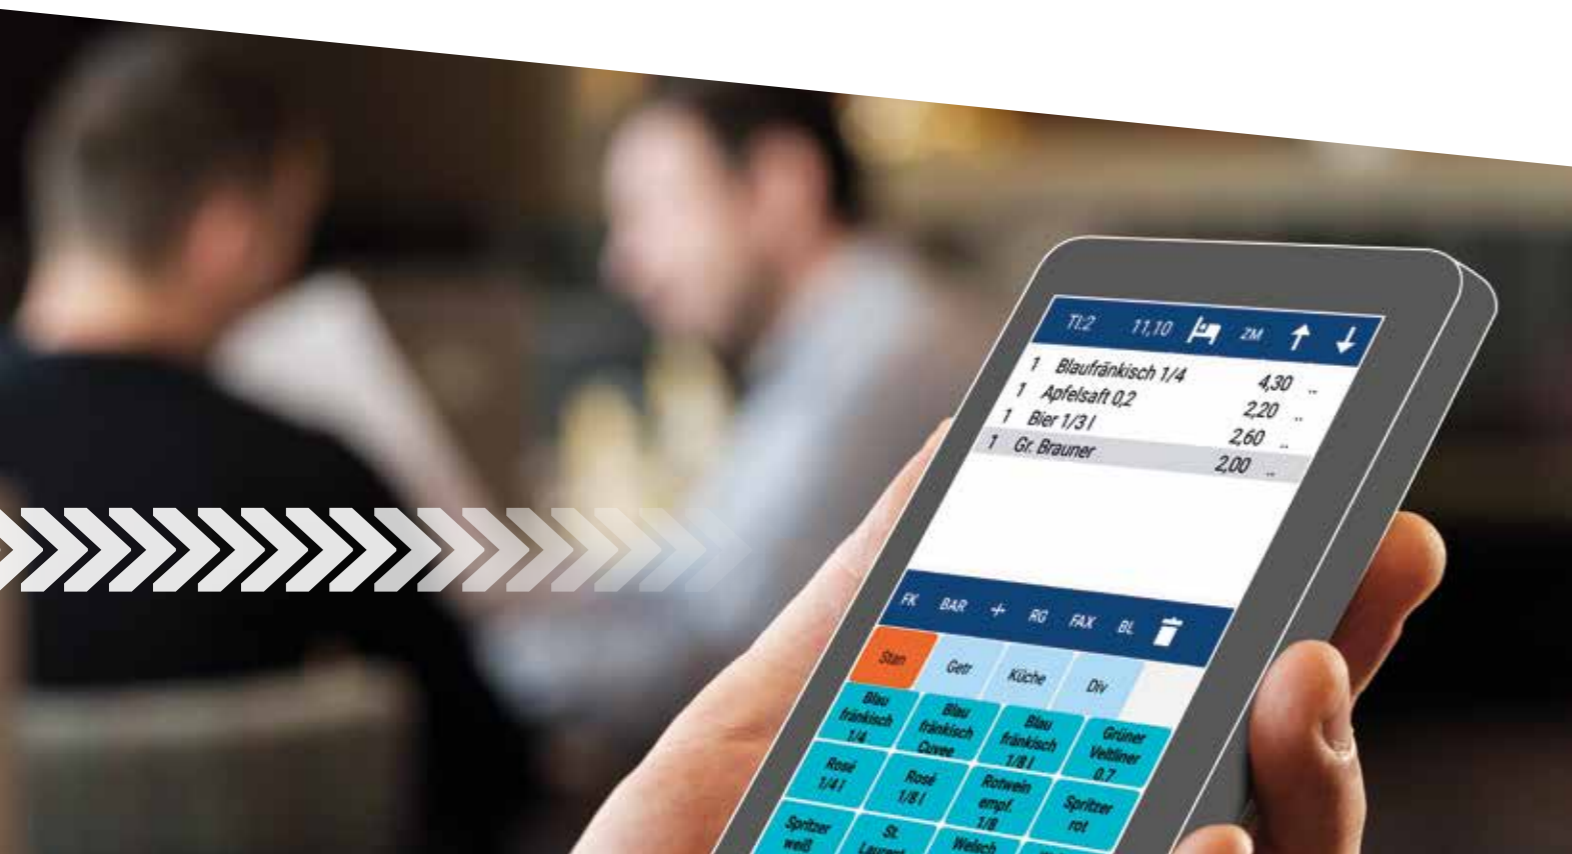 TI:2 11,10 ZM
1 Blaufränkisch 1/4 4,30 ..
1 Apfelsaft 0,2 2,20 ..
1 Bier 1/3 l 2,60 ..
1 Gr. Brauner 2,00 ..
FK BAR + RG FAX BL
Stan Getr Küche Div
Blau
fränkisch
1/4
Blau
fränkisch
Cuvee
Blau
fränkisch
1/8 l
Grüner
Veltliner
0.7
Rosé
1/4 l
Rosé
1/8 l
Rotwein
empf.
1/8
Spritzer
rot
Spritzer
weiß
St.
Laurent
Welsch